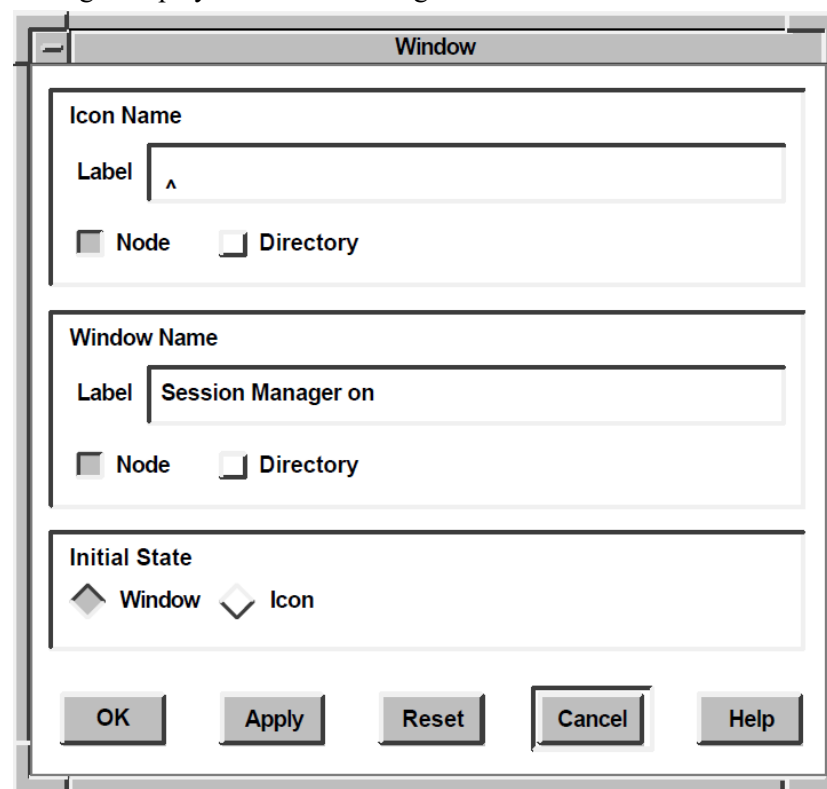 Window
Icon Name
Label ^
Node Directory
Window Name
Label Session Manager on
Node Directory
Initial State
Window Icon
OK Apply Reset Cancel Help